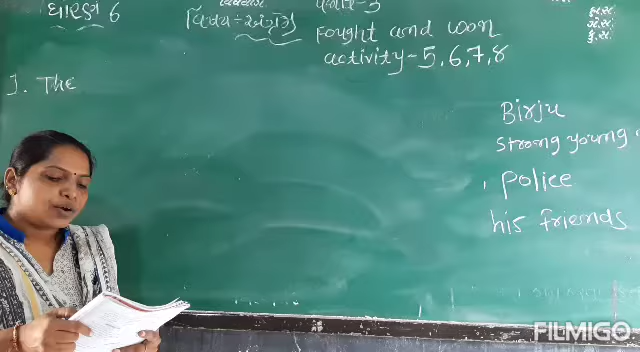 ધોરણ 6
વિષય ÷ અંગ્રેજી
Fought and won
activity - 5, 6, 7, 8
1. The
Birju
strong young
police
his friends
FILMIGO